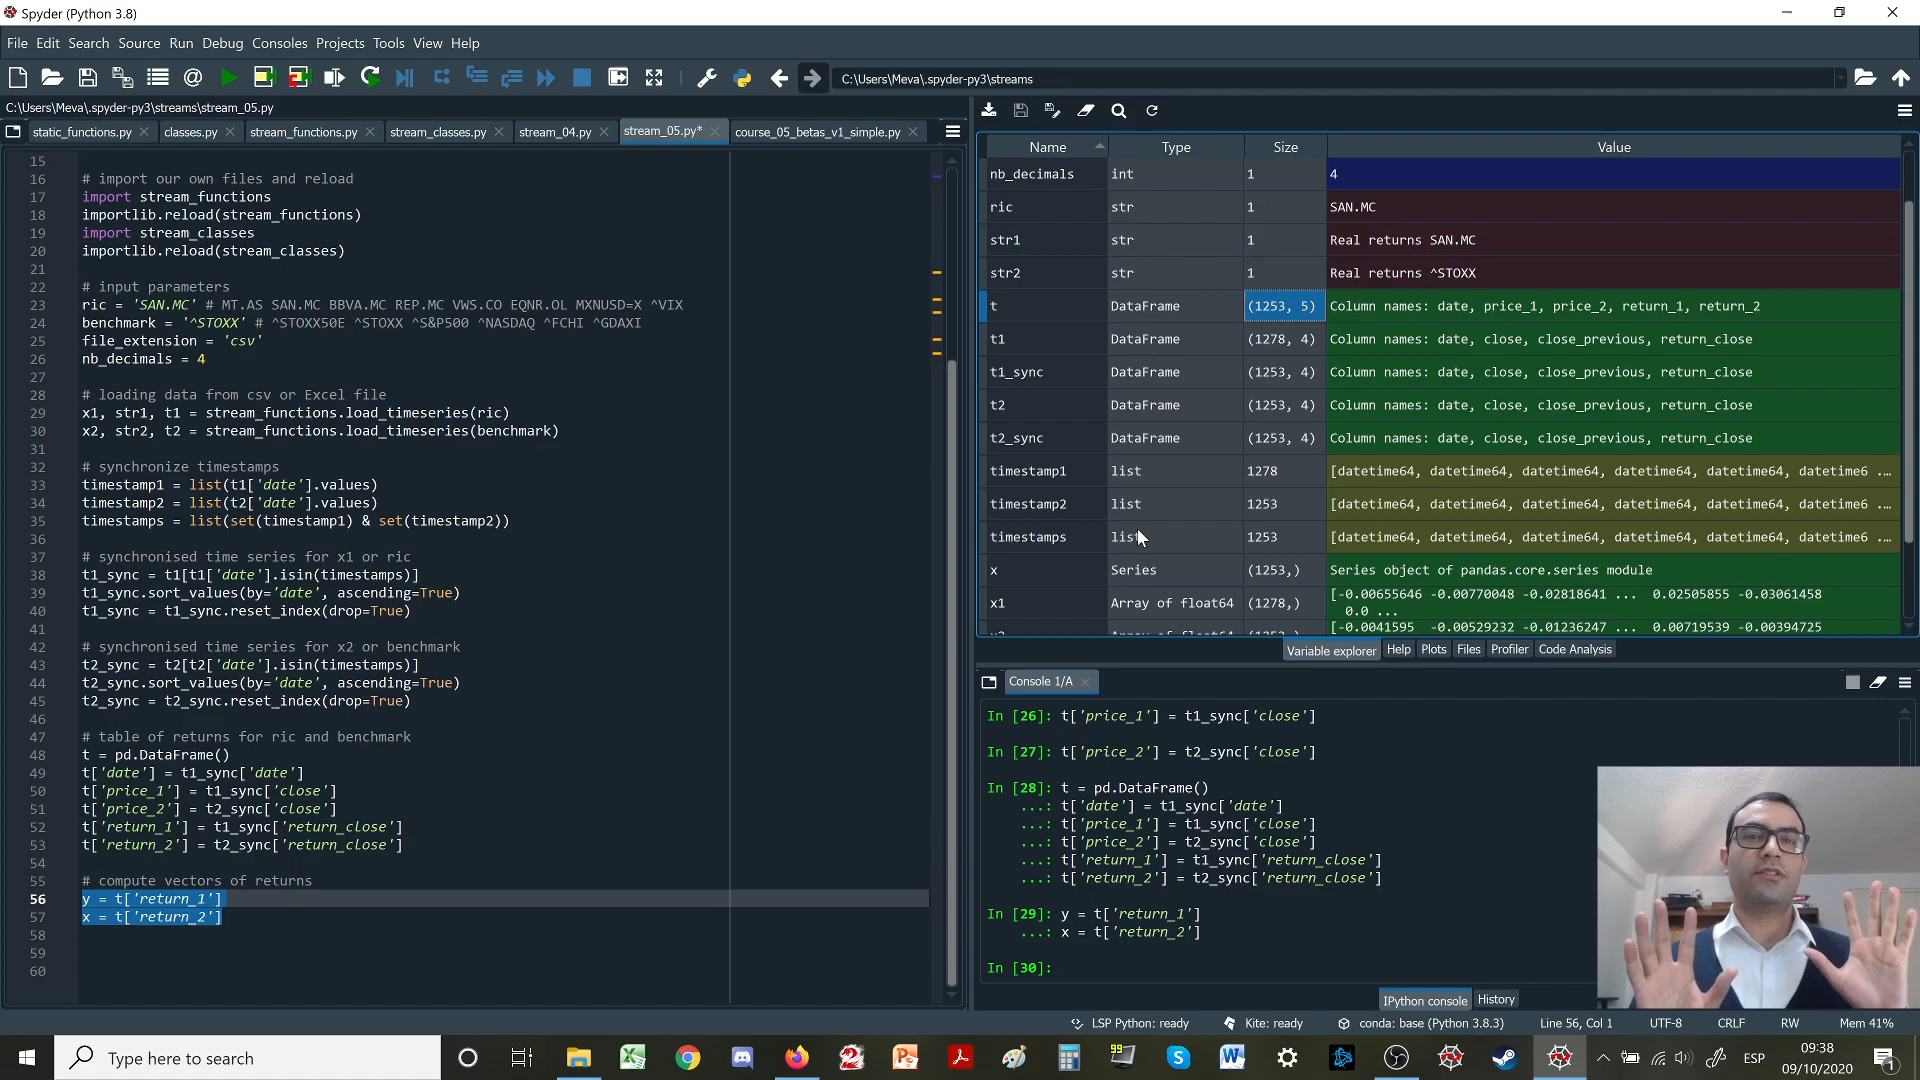 Spyder (Python 3.8)
File Edit Search Source Run Debug Consoles Projects Tools View Help
C:\Users\Meva\.spyder-py3\streams
C:\Users\Meva\.spyder-py3\streams\stream_05.py
static_functions.py classes.py stream_functions.py stream_classes.py stream_04.py stream_05.py* course_05_betas_v1_simple.py
15
16 # import our own files and reload
17 import stream_functions
18 importlib.reload(stream_functions)
19 import stream_classes
20 importlib.reload(stream_classes)
21
22 # input parameters
23 ric = 'SAN.MC' # MT.AS SAN.MC BBVA.MC REP.MC VWS.CO EQNR.OL MXNUSD=X ^VIX
24 benchmark = '^STOXX' # ^STOXX50E ^STOXX ^S&P500 ^NASDAQ ^FCHI ^GDAXI
25 file_extension = 'csv'
26 nb_decimals = 4
27
28 # loading data from csv or Excel file
29 x1, str1, t1 = stream_functions.load_timeseries(ric)
30 x2, str2, t2 = stream_functions.load_timeseries(benchmark)
31
32 # synchronize timestamps
33 timestamp1 = list(t1['date'].values)
34 timestamp2 = list(t2['date'].values)
35 timestamps = list(set(timestamp1) & set(timestamp2))
36
37 # synchronised time series for x1 or ric
38 t1_sync = t1[t1['date'].isin(timestamps)]
39 t1_sync.sort_values(by='date', ascending=True)
40 t1_sync = t1_sync.reset_index(drop=True)
41
42 # synchronised time series for x2 or benchmark
43 t2_sync = t2[t2['date'].isin(timestamps)]
44 t2_sync.sort_values(by='date', ascending=True)
45 t2_sync = t2_sync.reset_index(drop=True)
46
47 # table of returns for ric and benchmark
48 t = pd.DataFrame()
49 t['date'] = t1_sync['date']
50 t['price_1'] = t1_sync['close']
51 t['price_2'] = t2_sync['close']
52 t['return_1'] = t1_sync['return_close']
53 t['return_2'] = t2_sync['return_close']
54
55 # compute vectors of returns
56 y = t['return_1']
57 x = t['return_2']
58
59
60
Name Type Size Value
nb_decimals int 1 4
ric str 1 SAN.MC
str1 str 1 Real returns SAN.MC
str2 str 1 Real returns ^STOXX
t DataFrame (1253, 5) Column names: date, price_1, price_2, return_1, return_2
t1 DataFrame (1278, 4) Column names: date, close, close_previous, return_close
t1_sync DataFrame (1253, 4) Column names: date, close, close_previous, return_close
t2 DataFrame (1253, 4) Column names: date, close, close_previous, return_close
t2_sync DataFrame (1253, 4) Column names: date, close, close_previous, return_close
timestamp1 list 1278 [datetime64, datetime64, datetime64, datetime64, datetime64, datetime6 ...
timestamp2 list 1253 [datetime64, datetime64, datetime64, datetime64, datetime64, datetime6 ...
timestamps list 1253 [datetime64, datetime64, datetime64, datetime64, datetime64, datetime6 ...
x Series (1253,) Series object of pandas.core.series module
x1 Array of float64 (1278,) [-0.00655646 -0.00770048 -0.02818641 ... 0.02505855 -0.03061458
0.0 ...
[-0.0041595 -0.00529232 -0.01236247 ... 0.00719539 -0.00394725
Variable explorer Help Plots Files Profiler Code Analysis
Console 1/A
In [26]: t['price_1'] = t1_sync['close']
In [27]: t['price_2'] = t2_sync['close']
In [28]: t = pd.DataFrame()
...: t['date'] = t1_sync['date']
...: t['price_1'] = t1_sync['close']
...: t['price_2'] = t2_sync['close']
...: t['return_1'] = t1_sync['return_close']
...: t['return_2'] = t2_sync['return_close']
In [29]: y = t['return_1']
...: x = t['return_2']
In [30]:
IPython console History
LSP Python: ready Kite: ready conda: base (Python 3.8.3) Line 56, Col 1 UTF-8 CRLF RW Mem 41%
Type here to search
99
ESP
09:38
09/10/2020
1